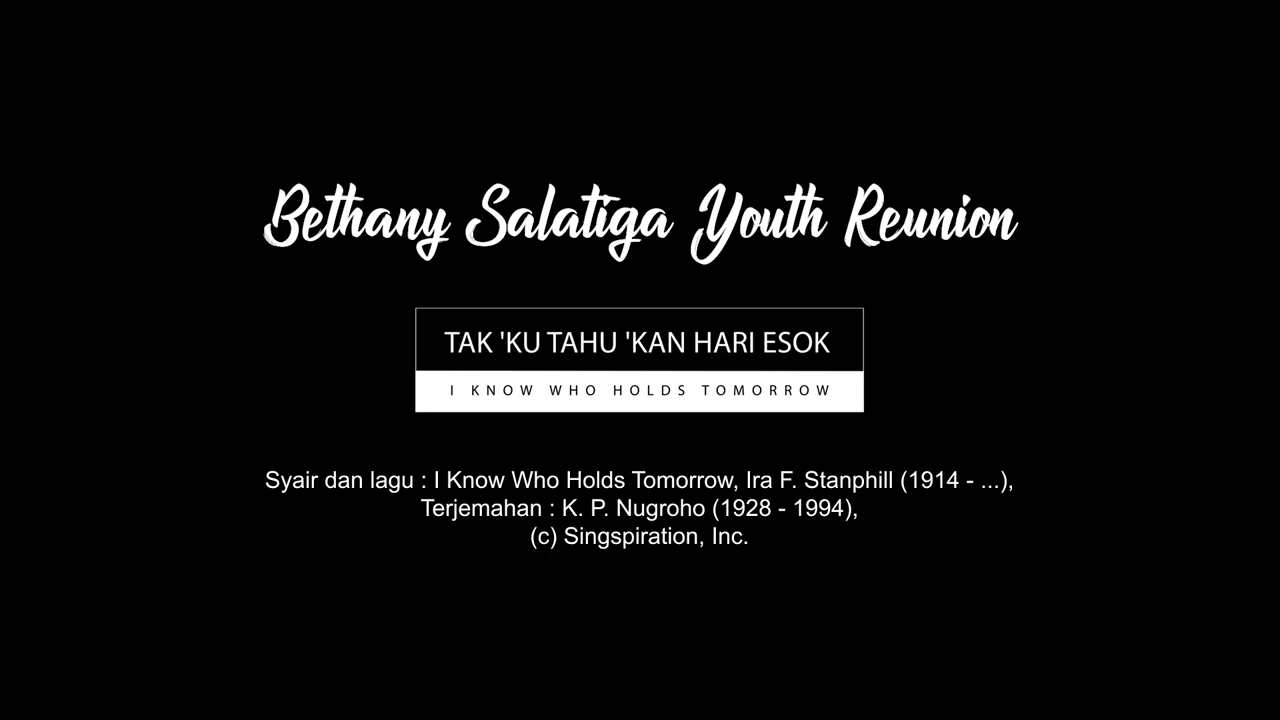 Bethany Salatiga Youth Reunion
TAK 'KU TAHU 'KAN HARI ESOK
I KNOW WHO HOLDS TOMORROW
Syair dan lagu : I Know Who Holds Tomorrow, Ira F. Stanphill (1914 - ...),
Terjemahan : K. P. Nugroho (1928 - 1994),
(c) Singspiration, Inc.